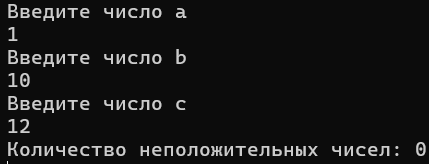 Введите число a
1
Введите число b
10
Введите число c
12
Количество неположительных чисел: 0